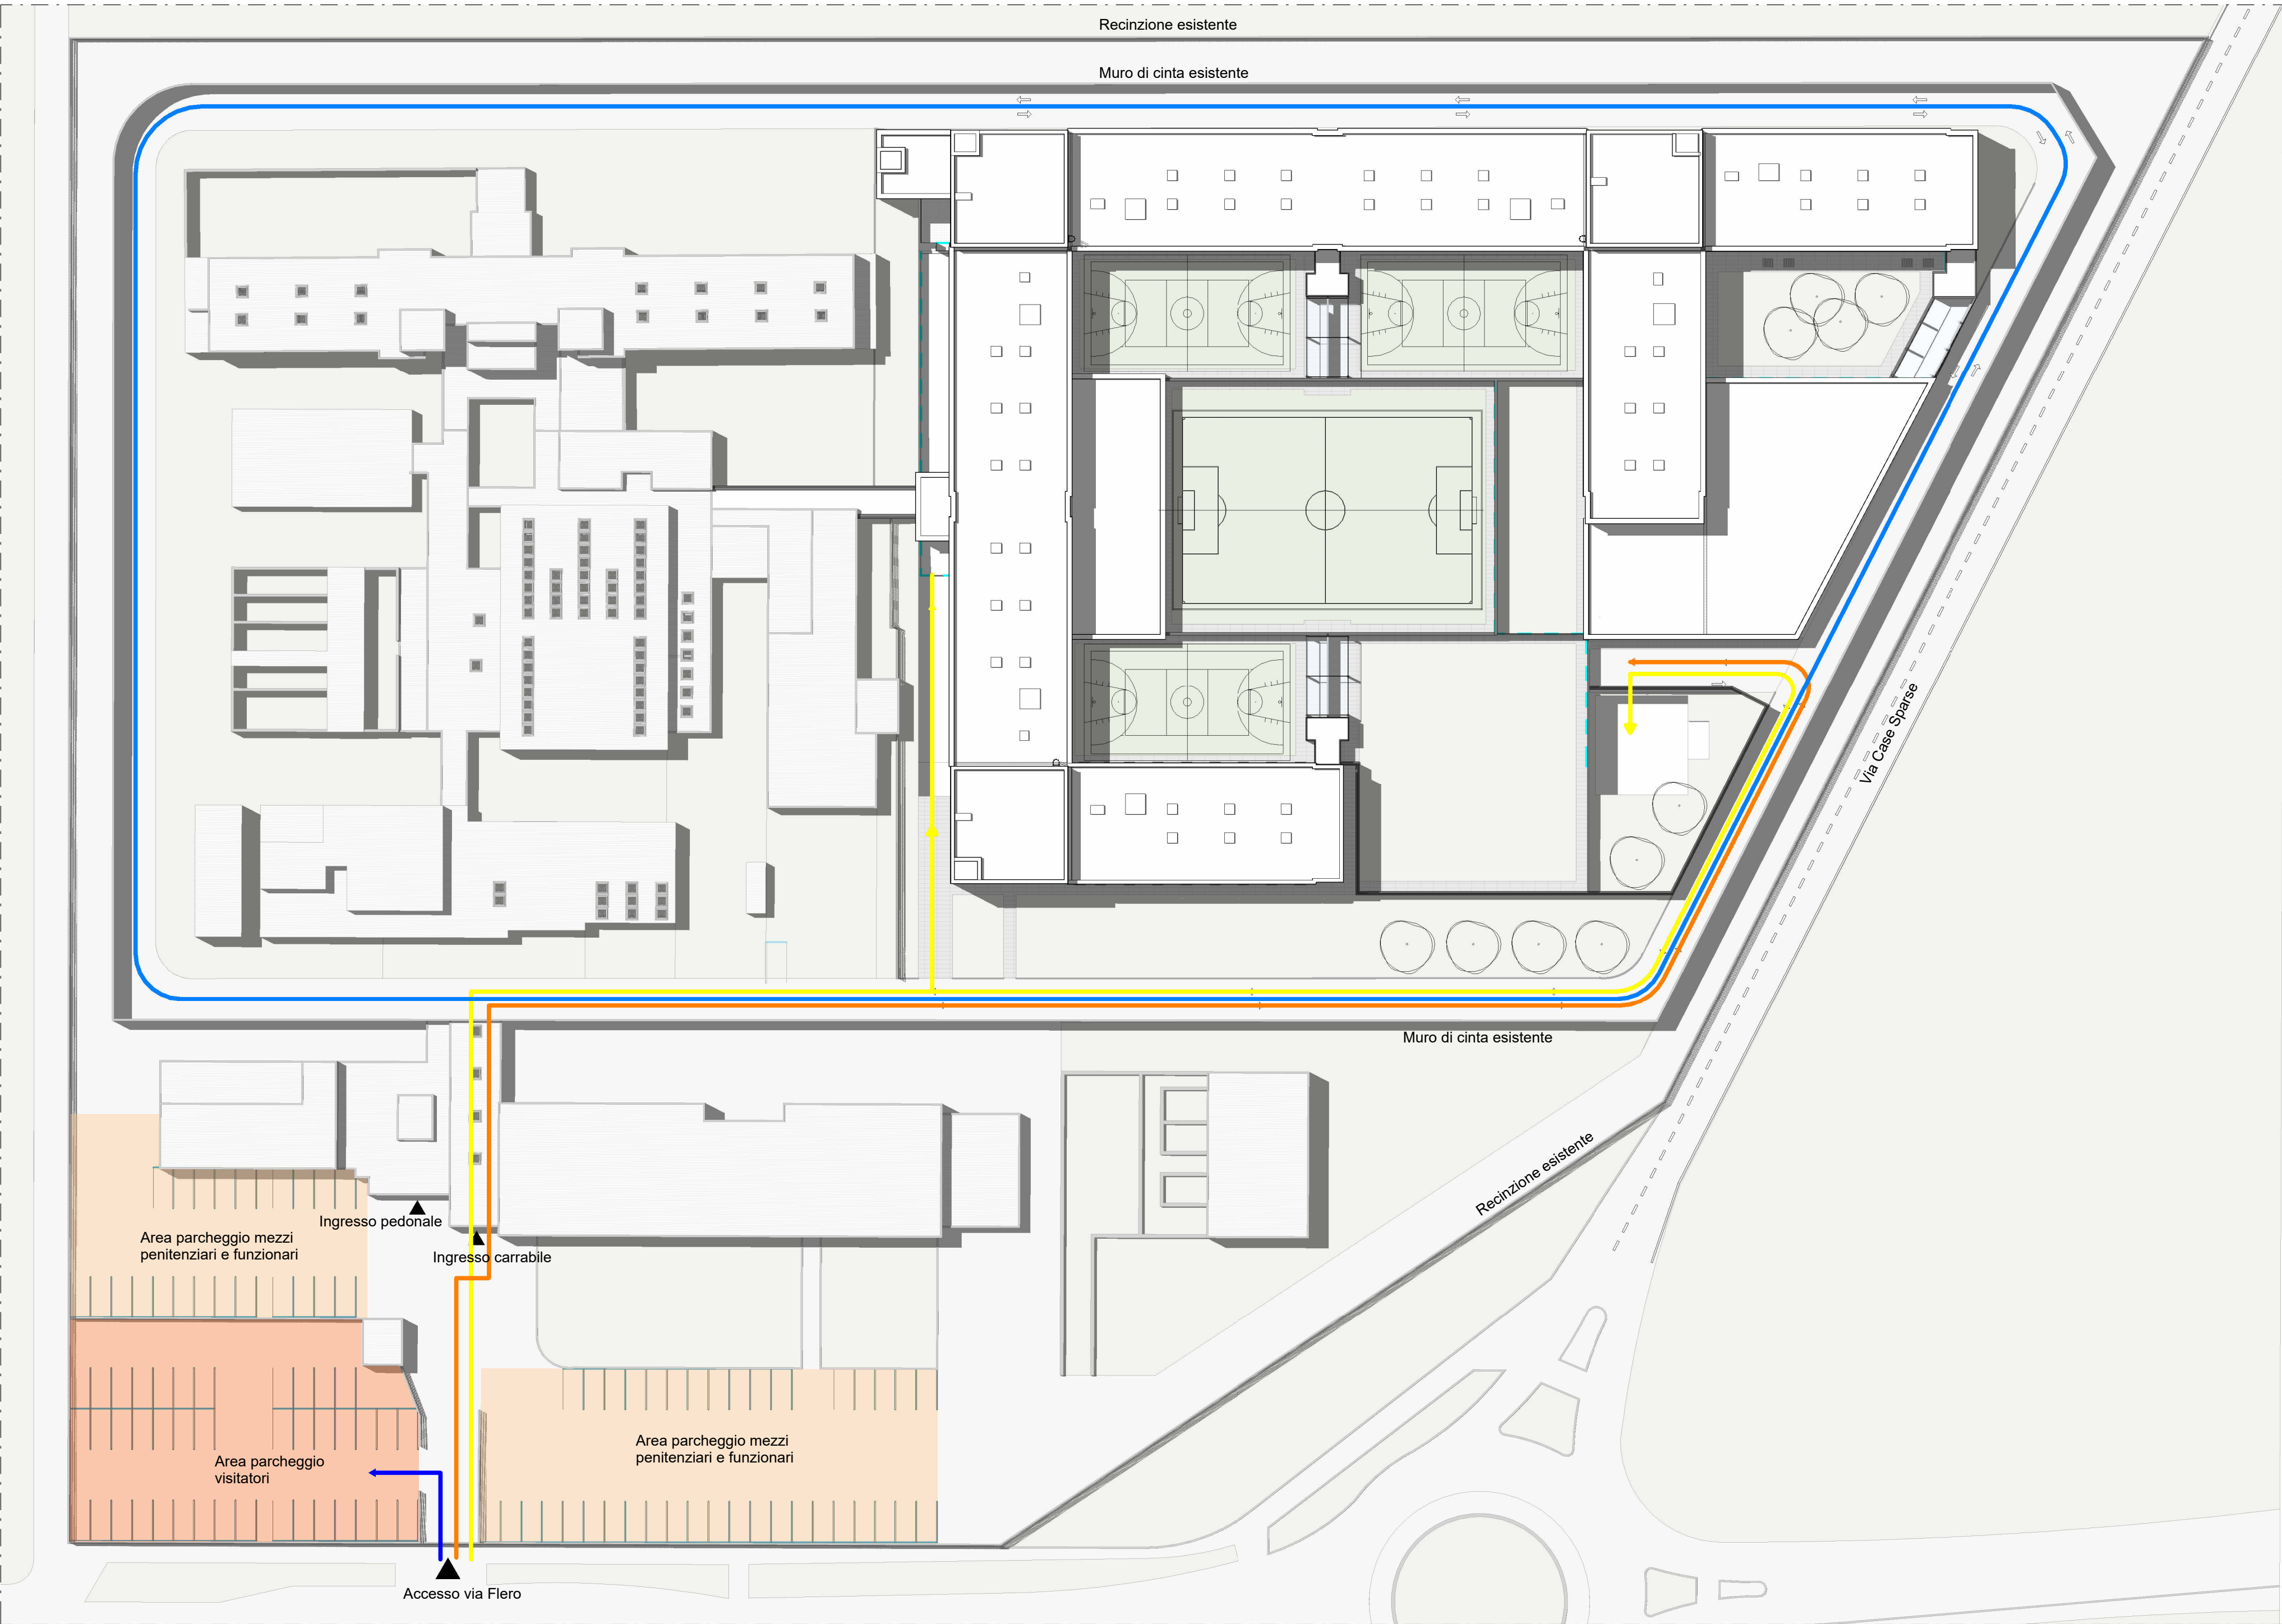 Recinzione esistente
Muro di cinta esistente
Via Case Sparse
Muro di cinta esistente
Recinzione esistente
Ingresso pedonale
Area parcheggio mezzi
penitenziari e funzionari
Ingresso carrabile
Area parcheggio mezzi
penitenziari e funzionari
Area parcheggio
visitatori
Accesso via Flero